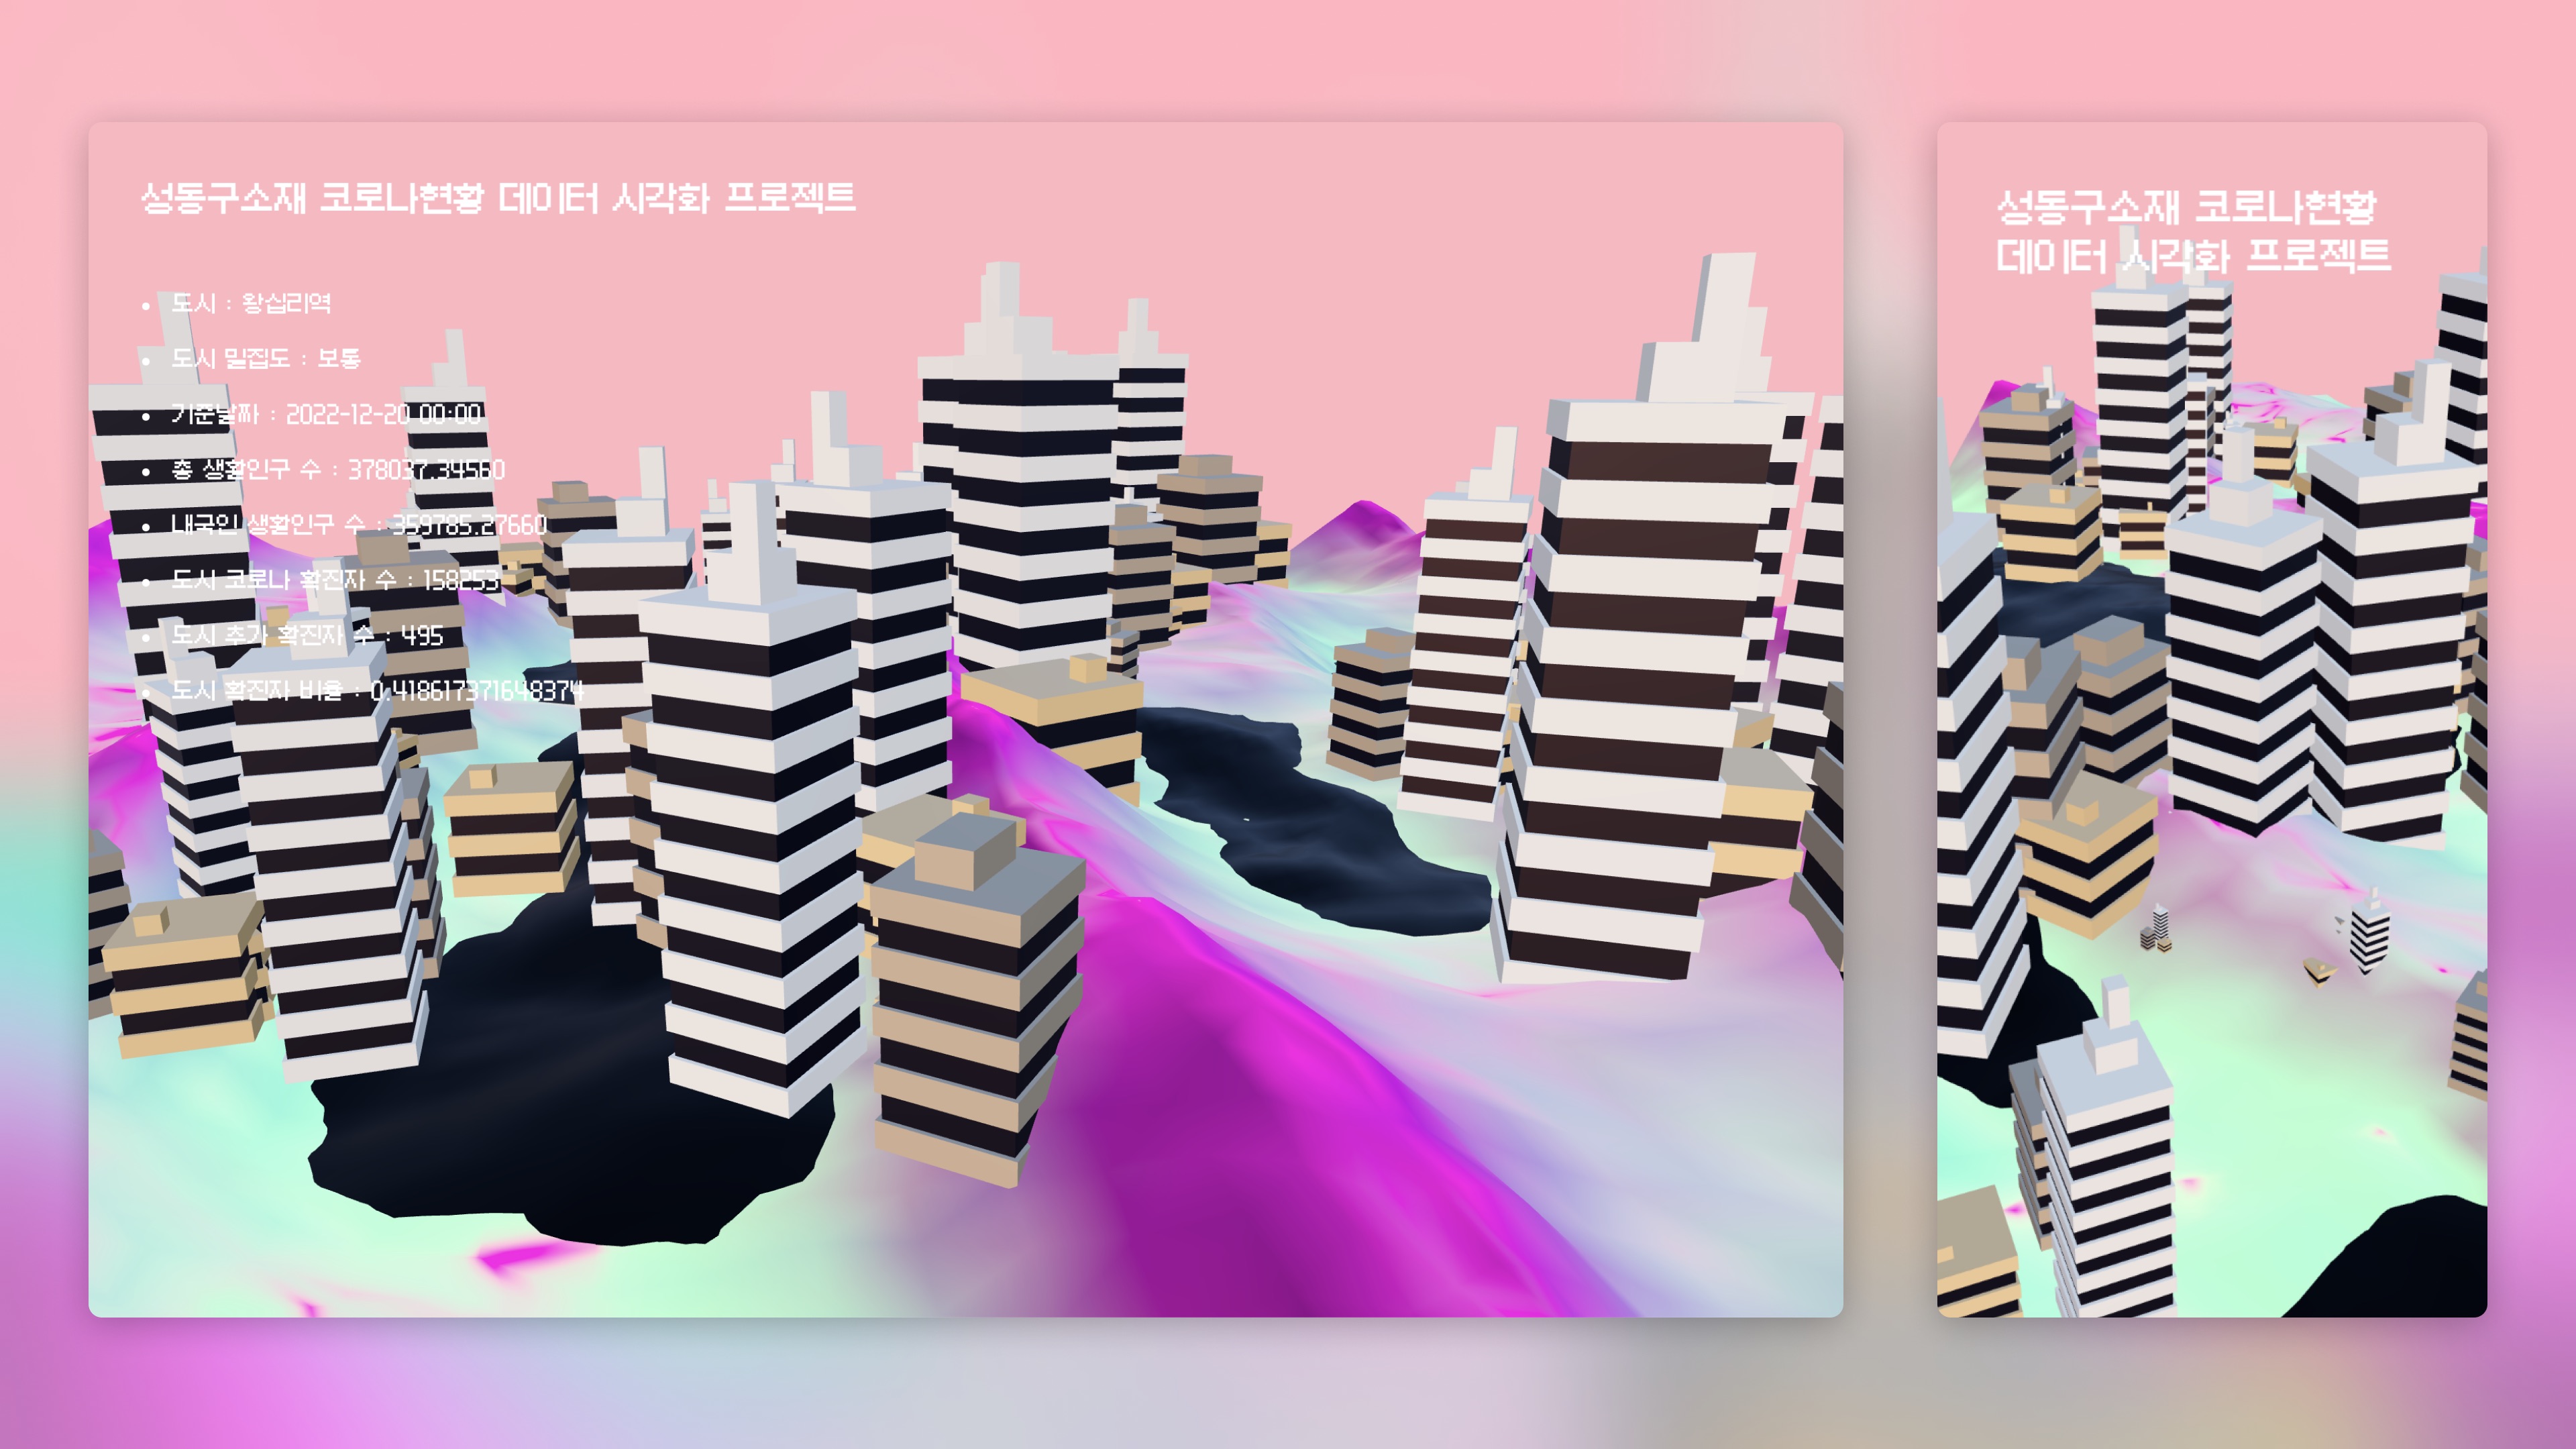 성동구소재 코로나현황 데이터 시각화 프로젝트
• 도시 : 왕십리역
• 도시 밀집도 : 보통
• 기준날짜 : 2022-12-20 00:00
• 총 생활인구 수 : 378037.34560
• 내국인 생활인구 수 : 359785.27660
• 도시 코로나 확진자 수 : 158253
• 도시 추가 확진자 수 : 495
• 도시 확진자 비율 : 0.418617371648374
성동구소재 코로나현황
데이터 시각화 프로젝트